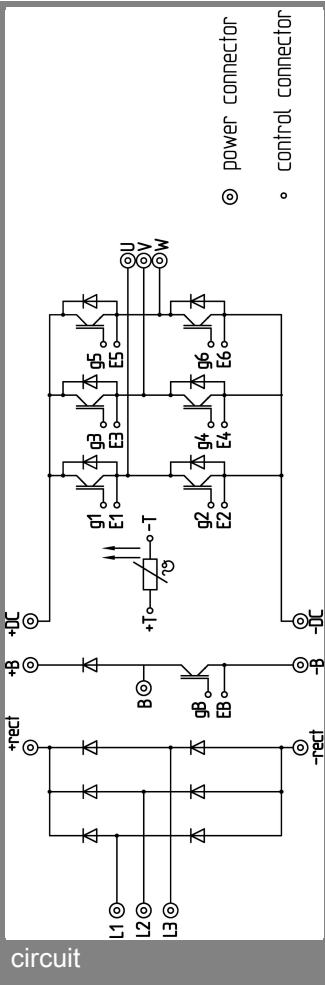 power connector
control connector
U
V
W
g5
E5
g6
E6
g3
E3
g4
E4
g1
E1
g2
E2
-T
+T
ϑ
+DC
-DC
+B
B
gB
EB
-B
+rect
-rect
L1
L2
L3
circuit